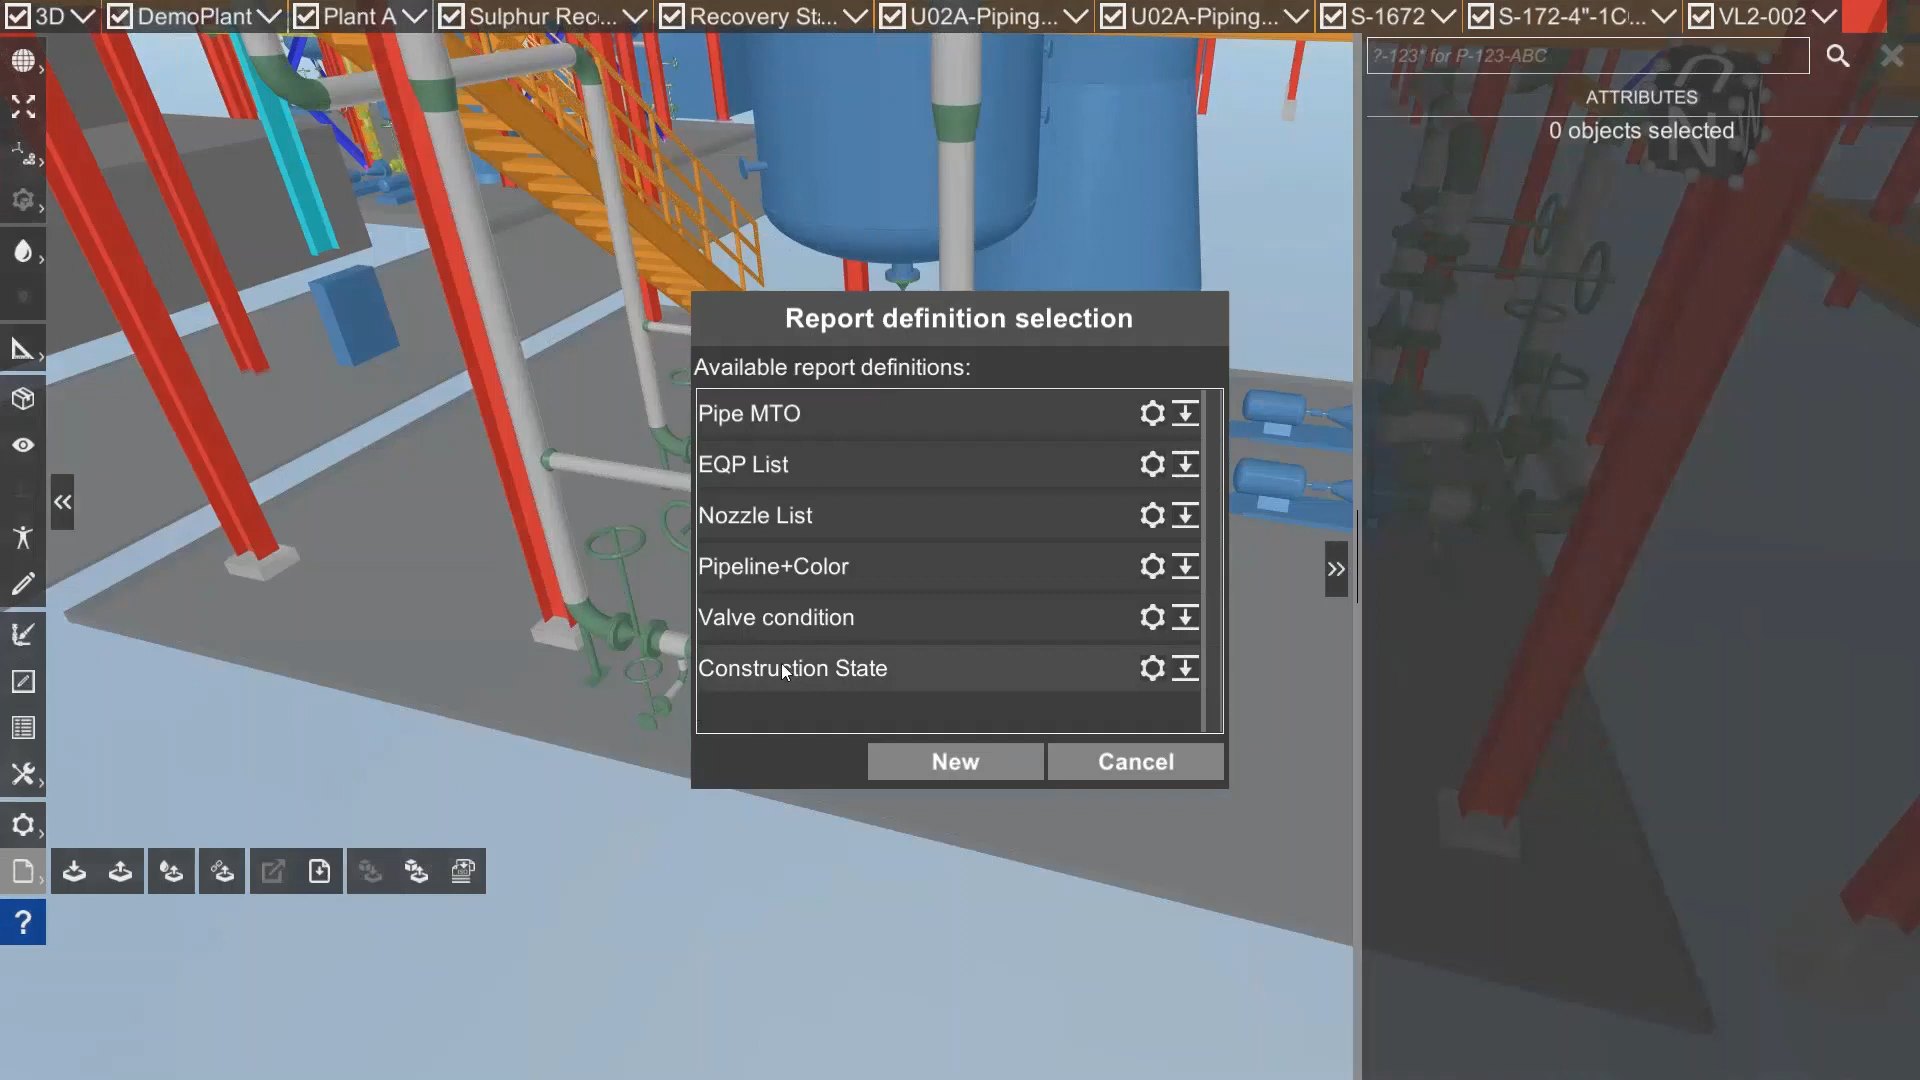 3D DemoPlant Plant A Sulphur Rec... Recovery Sta... U02A-Piping... U02A-Piping... S-1672 S-172-4"-1C... VL2-002
?-123* for P-123-ABC
ATTRIBUTES
0 objects selected
N
Report definition selection
Available report definitions:
Pipe MTO
EQP List
Nozzle List
Pipeline+Color
Valve condition
Construction State
New Cancel
?